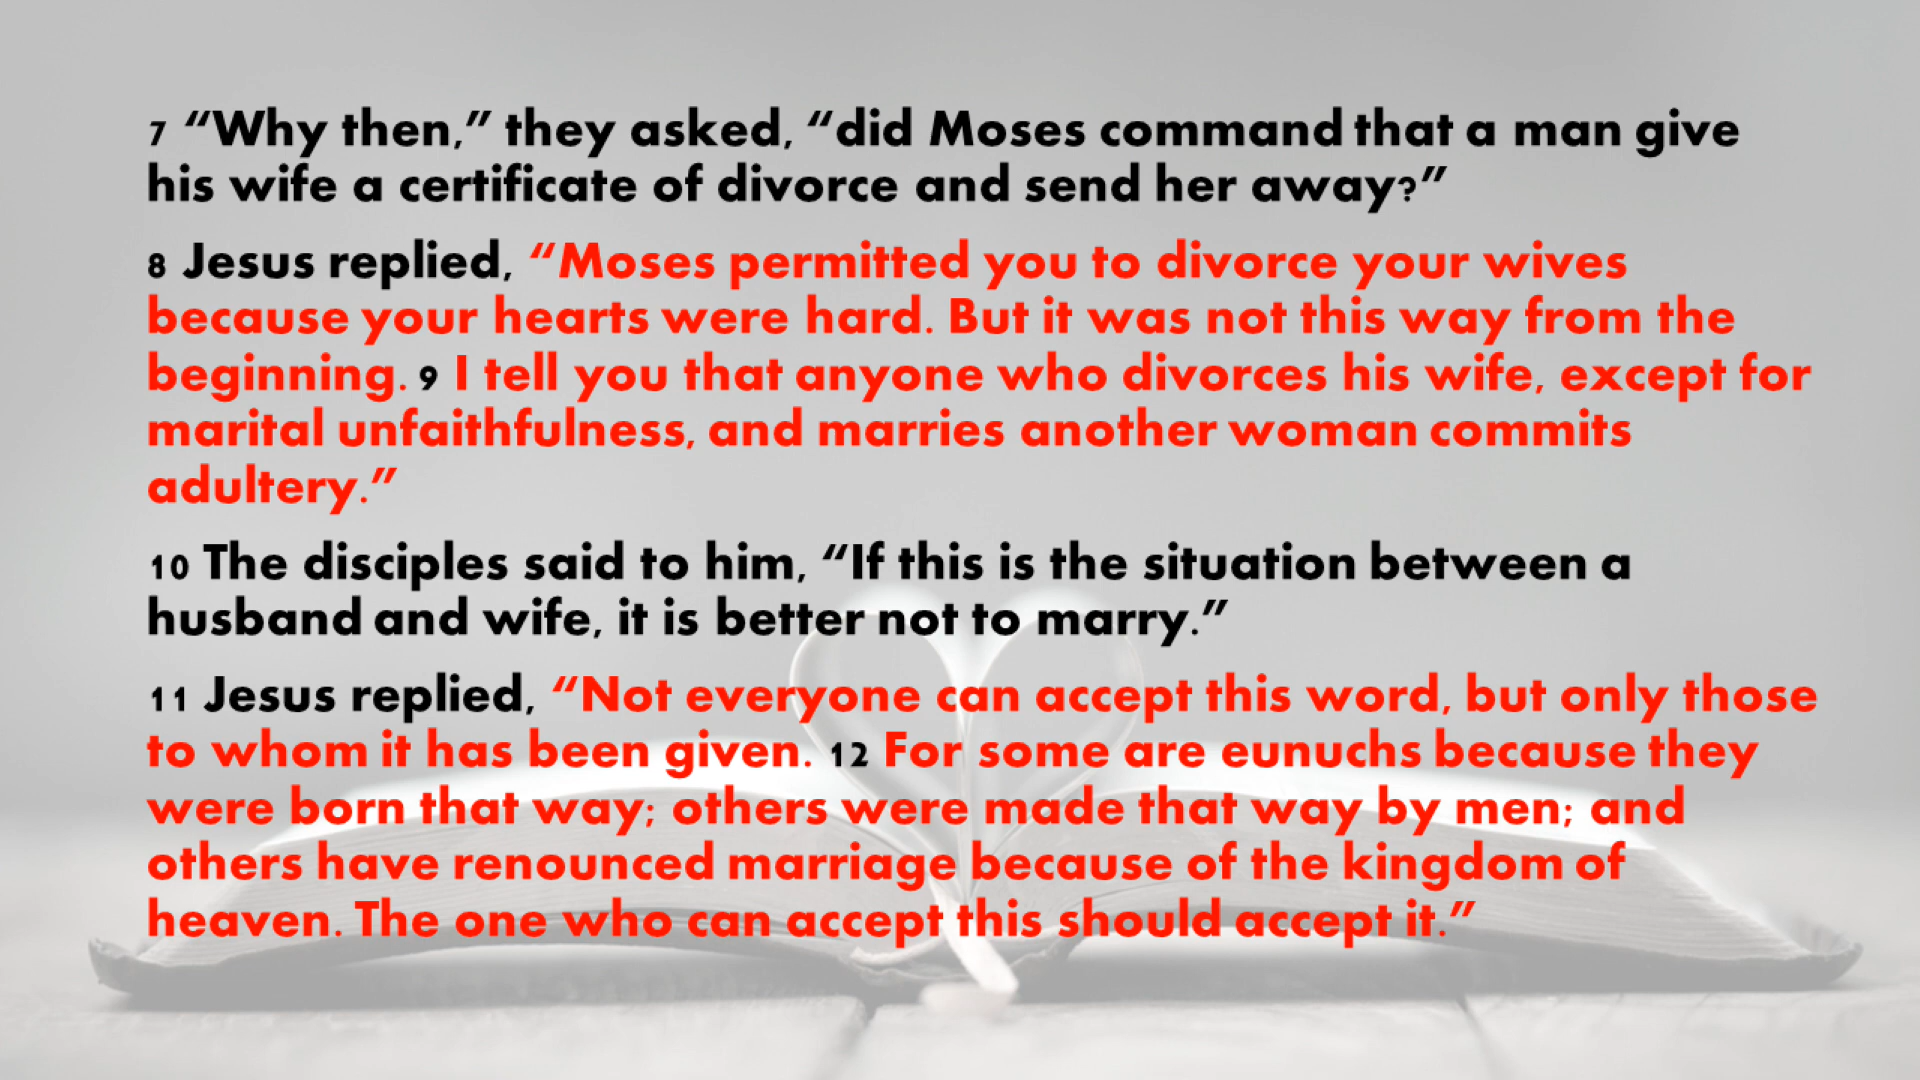 7 “Why then,” they asked, “did Moses command that a man give
his wife a certificate of divorce and send her away?”
8 Jesus replied, “Moses permitted you to divorce your wives
because your hearts were hard. But it was not this way from the
beginning. 9 I tell you that anyone who divorces his wife, except for
marital unfaithfulness, and marries another woman commits
adultery.”
10 The disciples said to him, “If this is the situation between a
husband and wife, it is better not to marry.”
11 Jesus replied, “Not everyone can accept this word, but only those
to whom it has been given. 12 For some are eunuchs because they
were born that way; others were made that way by men; and
others have renounced marriage because of the kingdom of
heaven. The one who can accept this should accept it.”